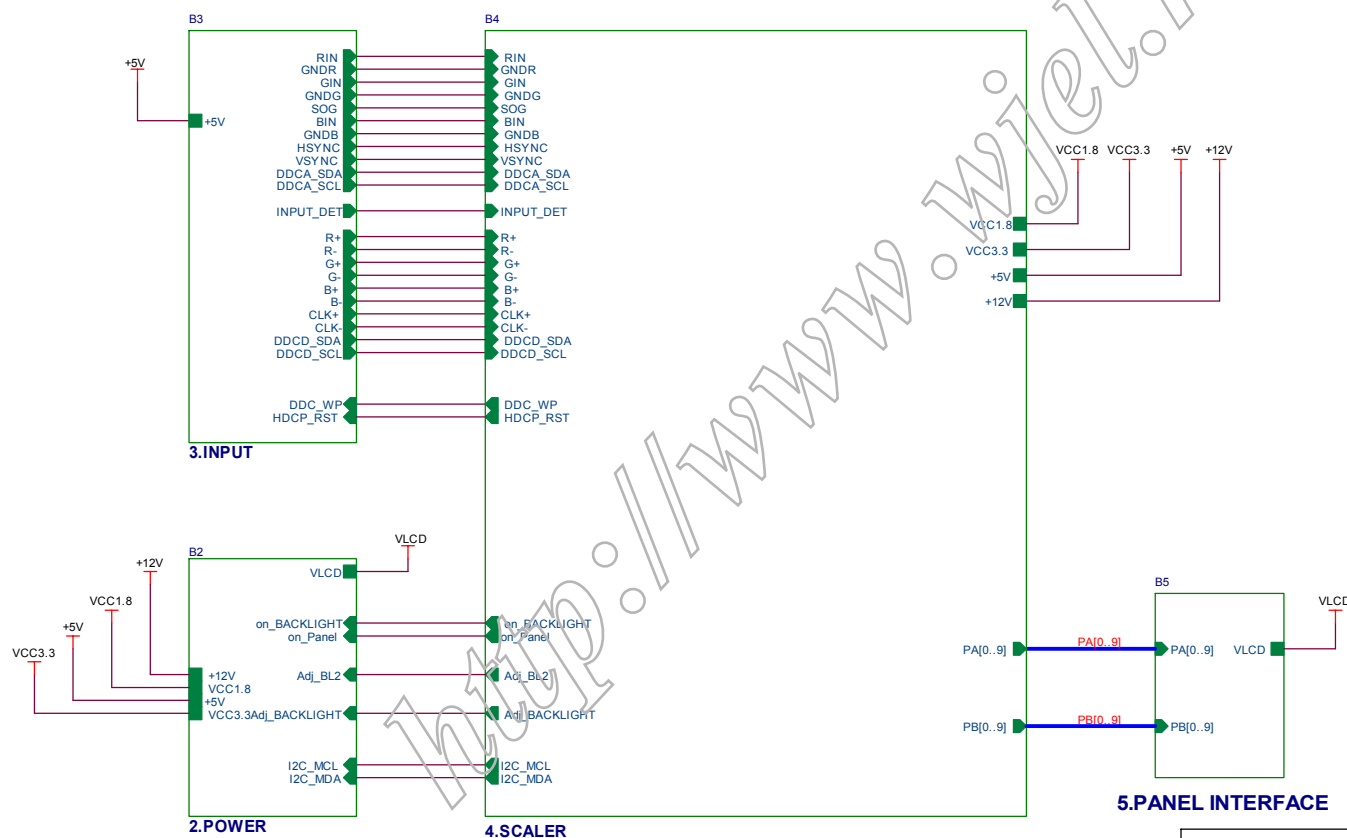 B3
+5V
+5V
RIN
GNDR
GIN
GNDG
SOG
BIN
GNDB
HSYNC
VSYNC
DDCA_SDA
DDCA_SCL
INPUT_DET
R+
R-
G+
G-
B+
B-
CLK+
CLK-
DDCD_SDA
DDCD_SCL
DDC_WP
HDCP_RST
3.INPUT
B4
RIN
GNDR
GIN
GNDG
SOG
BIN
GNDB
HSYNC
VSYNC
DDCA_SDA
DDCA_SCL
INPUT_DET
R+
R-
G+
G-
B+
B-
CLK+
CLK-
DDCD_SDA
DDCD_SCL
DDC_WP
HDCP_RST
VCC1.8 VCC3.3 +5V +12V
VCC1.8
VCC3.3
+5V
+12V
http://www.wjel.
B2
+12V
VCC1.8
+5V
VCC3.3
VLCD
VLCD
on_BACKLIGHT
on_Panel
Adj_BL2
Adj_BACKLIGHT
I2C_MCL
I2C_MDA
+12V
VCC1.8
+5V
VCC3.3
2.POWER
on_BACKLIGHT
on_Panel
Adj_BL2
Adj_BACKLIGHT
I2C_MCL
I2C_MDA
4.SCALER
PA[0..9]
PB[0..9]
PA[0..9]
PB[0..9]
B5
PA[0..9]
PB[0..9]
VLCD
VLCD
5.PANEL INTERFACE